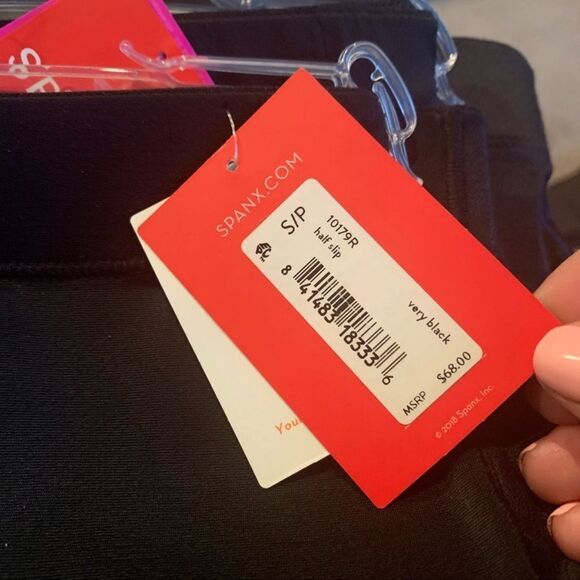 SPANX.COM
S/P
10179R
half slip
8 41483 18333 6
very black
MSRP $68.00
© 2018 Spanx, Inc.
You